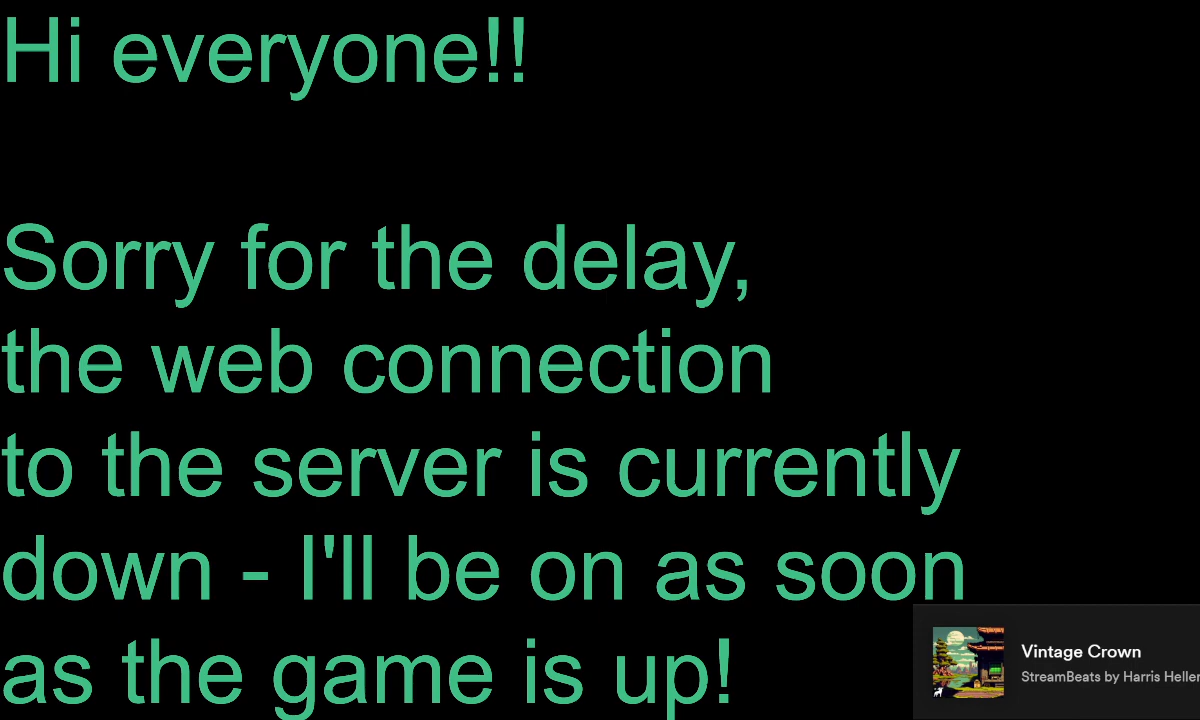 Hi everyone!!
Sorry for the delay,
the web connection
to the server is currently
down - I'll be on as soon
as the game is up!
Vintage Crown
StreamBeats by Harris Heller